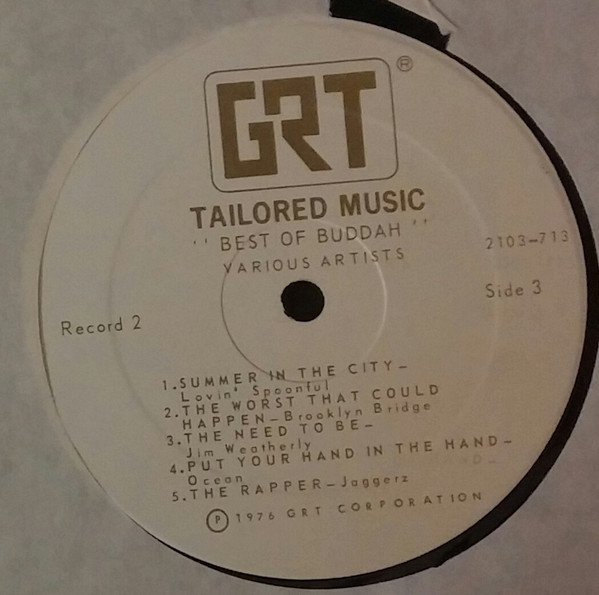 GRT ®
TAILORED MUSIC
'' BEST OF BUDDAH ''
VARIOUS ARTISTS
2103-713
Side 3
Record 2
1.SUMMER IN THE CITY-
Lovin' Spoonful
2.THE WORST THAT COULD
HAPPEN-Brooklyn Bridge
3.THE NEED TO BE-
Jim Weatherly
4.PUT YOUR HAND IN THE HAND-
Ocean
5.THE RAPPER-Jaggerz
℗ 1976 GRT CORPORATION